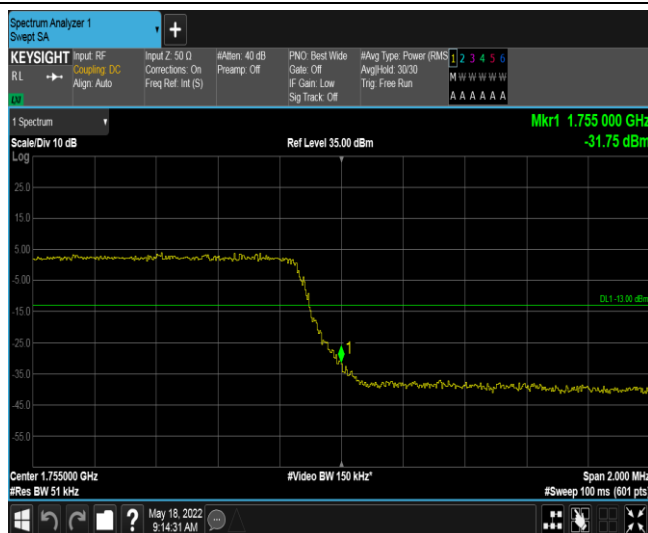 Spectrum Analyzer 1
Swept SA
+
KEYSIGHT
RL
LXI
Input: RF
Coupling: DC
Align: Auto
Input Z: 50 Ω
Corrections: On
Freq Ref: Int (S)
#Atten: 40 dB
Preamp: Off
PNO: Best Wide
Gate: Off
IF Gain: Low
Sig Track: Off
#Avg Type: Power (RMS
Avg|Hold: 30/30
Trig: Free Run
1 2 3 4 5 6
M W W W W W
A A A A A A
1 Spectrum
Mkr1 1.755 000 GHz
Scale/Div 10 dB
Ref Level 35.00 dBm
-31.75 dBm
Log
25.0
15.0
5.00
-5.00
DL1 -13.00 dBm
-15.0
-25.0
1
-35.0
-45.0
-55.0
Center 1.755000 GHz
#Video BW 150 kHz*
Span 2.000 MHz
#Res BW 51 kHz
#Sweep 100 ms (601 pts)
?
May 18, 2022
9:14:31 AM